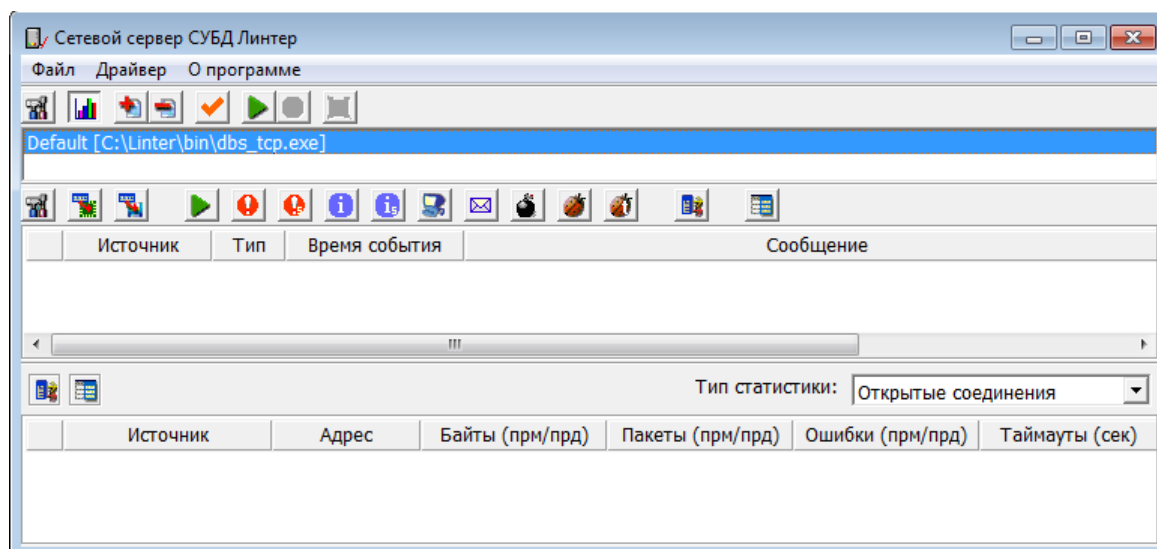 Сетевой сервер СУБД Линтер
Файл Драйвер О программе
Default [C:\Linter\bin\dbs_tcp.exe]
Источник Тип Время события Сообщение
Тип статистики: Открытые соединения
Источник Адрес Байты (прм/прд) Пакеты (прм/прд) Ошибки (прм/прд) Таймауты (сек)